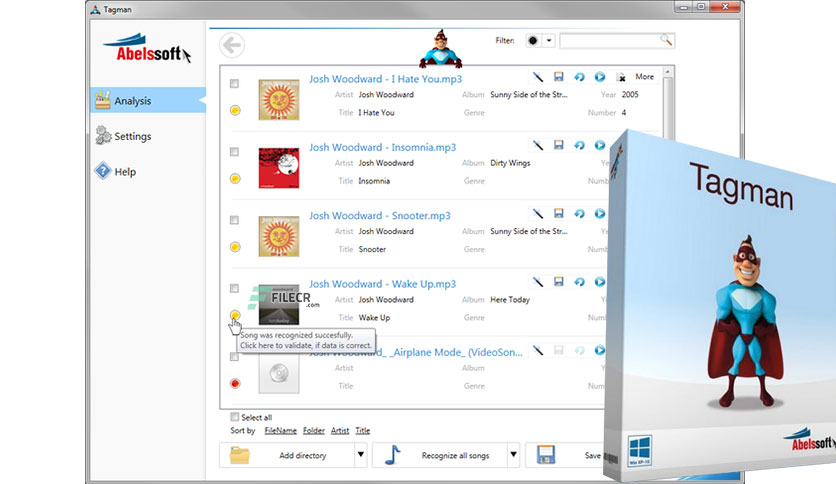 Tagman
Abelssoft
Analysis
Settings
Help
Filter:
Josh Woodward - I Hate You.mp3
More
Artist Josh Woodward Album Sunny Side of the Str... Year 2005
Title I Hate You Genre Number 4
Josh Woodward - Insomnia.mp3
Artist Josh Woodward Album Dirty Wings
Title Insomnia Genre Numb
Josh Woodward - Snooter.mp3
Artist Josh Woodward Album Sunny Side of the Str...
Title Snooter Genre Numb
Josh Woodward - Wake Up.mp3
Artist Josh Woodward Album Here Today
Title Wake Up Genre
FILECR
.com
Song was recognized succesfully.
Click here to validate, if data is correct.
Josh Woodward_ _Airplane Mode_ (VideoSon...
Artist Album
Title Genre
Select all
Sort by FileName Folder Artist Title
Add directory
Recognize all songs
Save
Tagman
Abelssoft